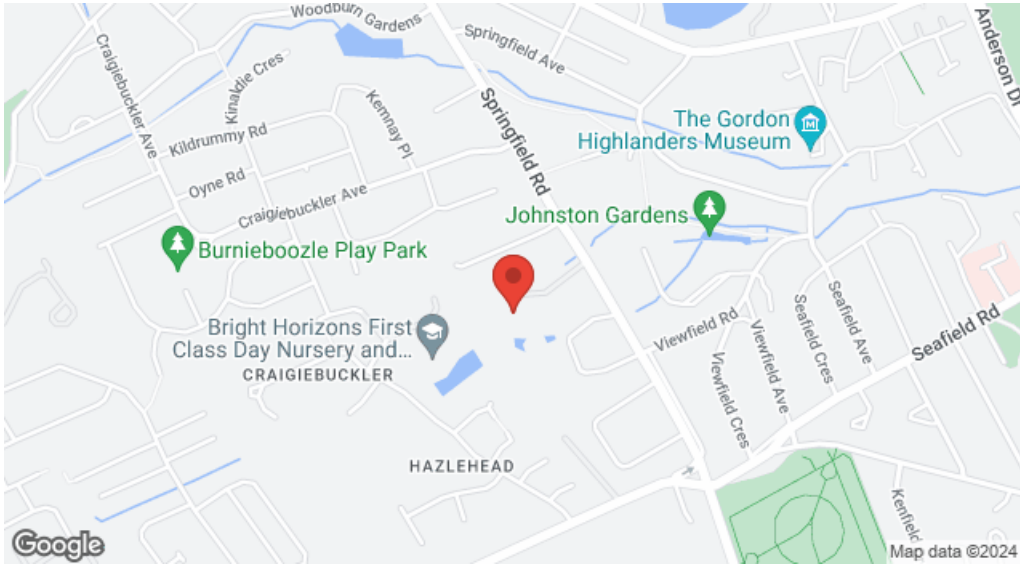 Woodburn Gardens
Springfield Ave
Anderson Dr
Craigiebuckler Ave
Kinaldie Cres
Kemnay Pl
Springfield Rd
The Gordon
Highlanders Museum
Kildrummy Rd
Oyne Rd
Craigiebuckler Ave
Johnston Gardens
Burnieboozle Play Park
Bright Horizons First
Class Day Nursery and...
CRAIGIEBUCKLER
Viewfield Rd
Viewfield Ave
Viewfield Cres
Seafield Cres
Seafield Ave
Seafield Rd
HAZLEHEAD
Kenfield
Google
Map data ©2024